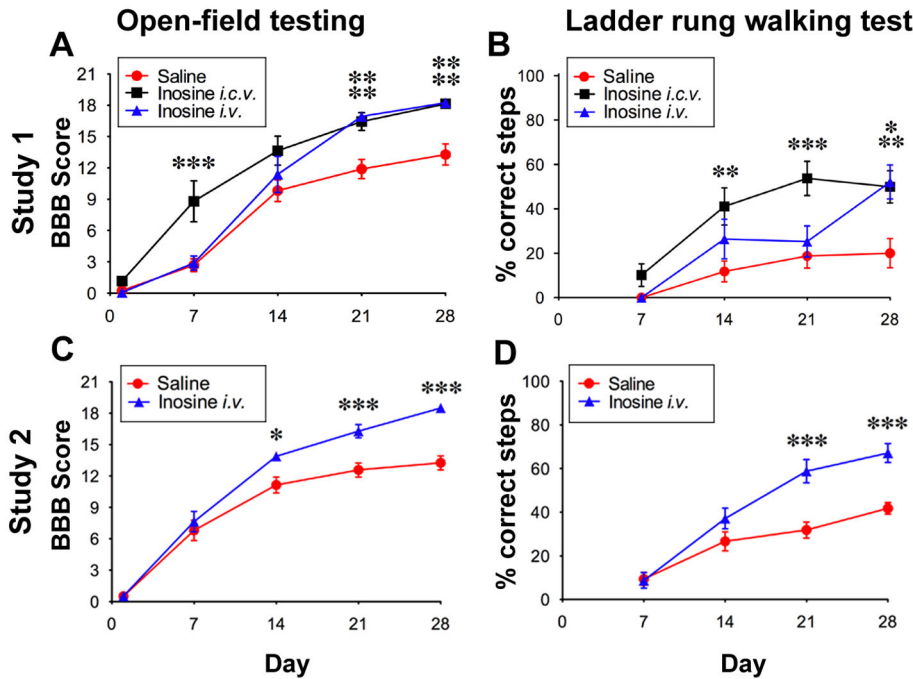 Open-field testing
Ladder rung walking test
Study 1
A
BBB Score
21
18
15
12
9
6
3
0
Saline
Inosine i.c.v.
Inosine i.v.
***
**
**
**
**
0 7 14 21 28
B
% correct steps
100
80
60
40
20
0
Saline
Inosine i.c.v.
Inosine i.v.
**
***
*
**
0 7 14 21 28
Study 2
C
BBB Score
21
18
15
12
9
6
3
0
Saline
Inosine i.v.
*
***
***
0 7 14 21 28
Day
D
% correct steps
100
80
60
40
20
0
Saline
Inosine i.v.
***
***
0 7 14 21 28
Day